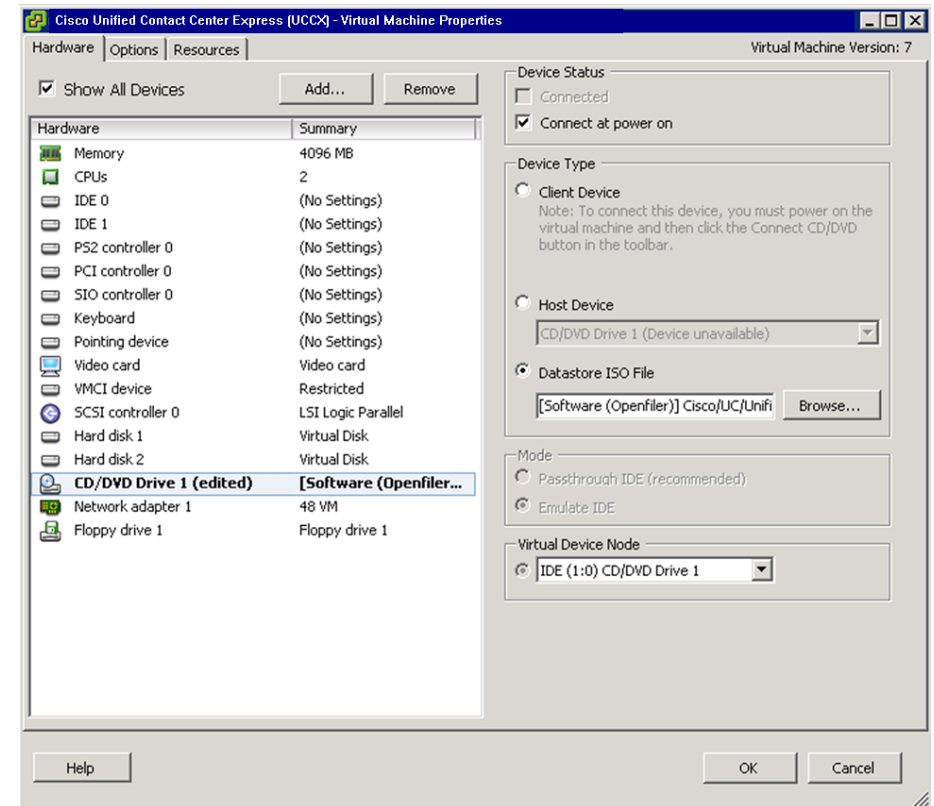 Cisco Unified Contact Center Express (UCCX) - Virtual Machine Properties
Hardware Options Resources Virtual Machine Version: 7
Show All Devices Add... Remove
Hardware Summary
Memory 4096 MB
CPUs 2
IDE 0 (No Settings)
IDE 1 (No Settings)
PS2 controller 0 (No Settings)
PCI controller 0 (No Settings)
SIO controller 0 (No Settings)
Keyboard (No Settings)
Pointing device (No Settings)
Video card Video card
VMCI device Restricted
SCSI controller 0 LSI Logic Parallel
Hard disk 1 Virtual Disk
Hard disk 2 Virtual Disk
CD/DVD Drive 1 (edited) [Software (Openfiler...
Network adapter 1 48 VM
Floppy drive 1 Floppy drive 1
Device Status
Connected
Connect at power on
Device Type
Client Device
Note: To connect this device, you must power on the
virtual machine and then click the Connect CD/DVD
button in the toolbar.
Host Device
CD/DVD Drive 1 (Device unavailable)
Datastore ISO File
[Software (Openfiler)] Cisco/UC/Unifi Browse...
Mode
Passthrough IDE (recommended)
Emulate IDE
Virtual Device Node
IDE (1:0) CD/DVD Drive 1
Help OK Cancel